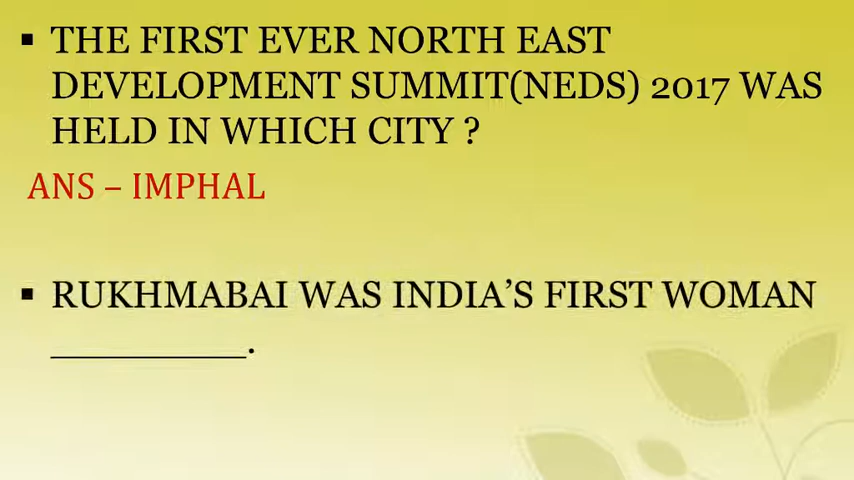 ▪ THE FIRST EVER NORTH EAST
DEVELOPMENT SUMMIT(NEDS) 2017 WAS
HELD IN WHICH CITY ?
ANS – IMPHAL
▪ RUKHMABAI WAS INDIA’S FIRST WOMAN
__________.